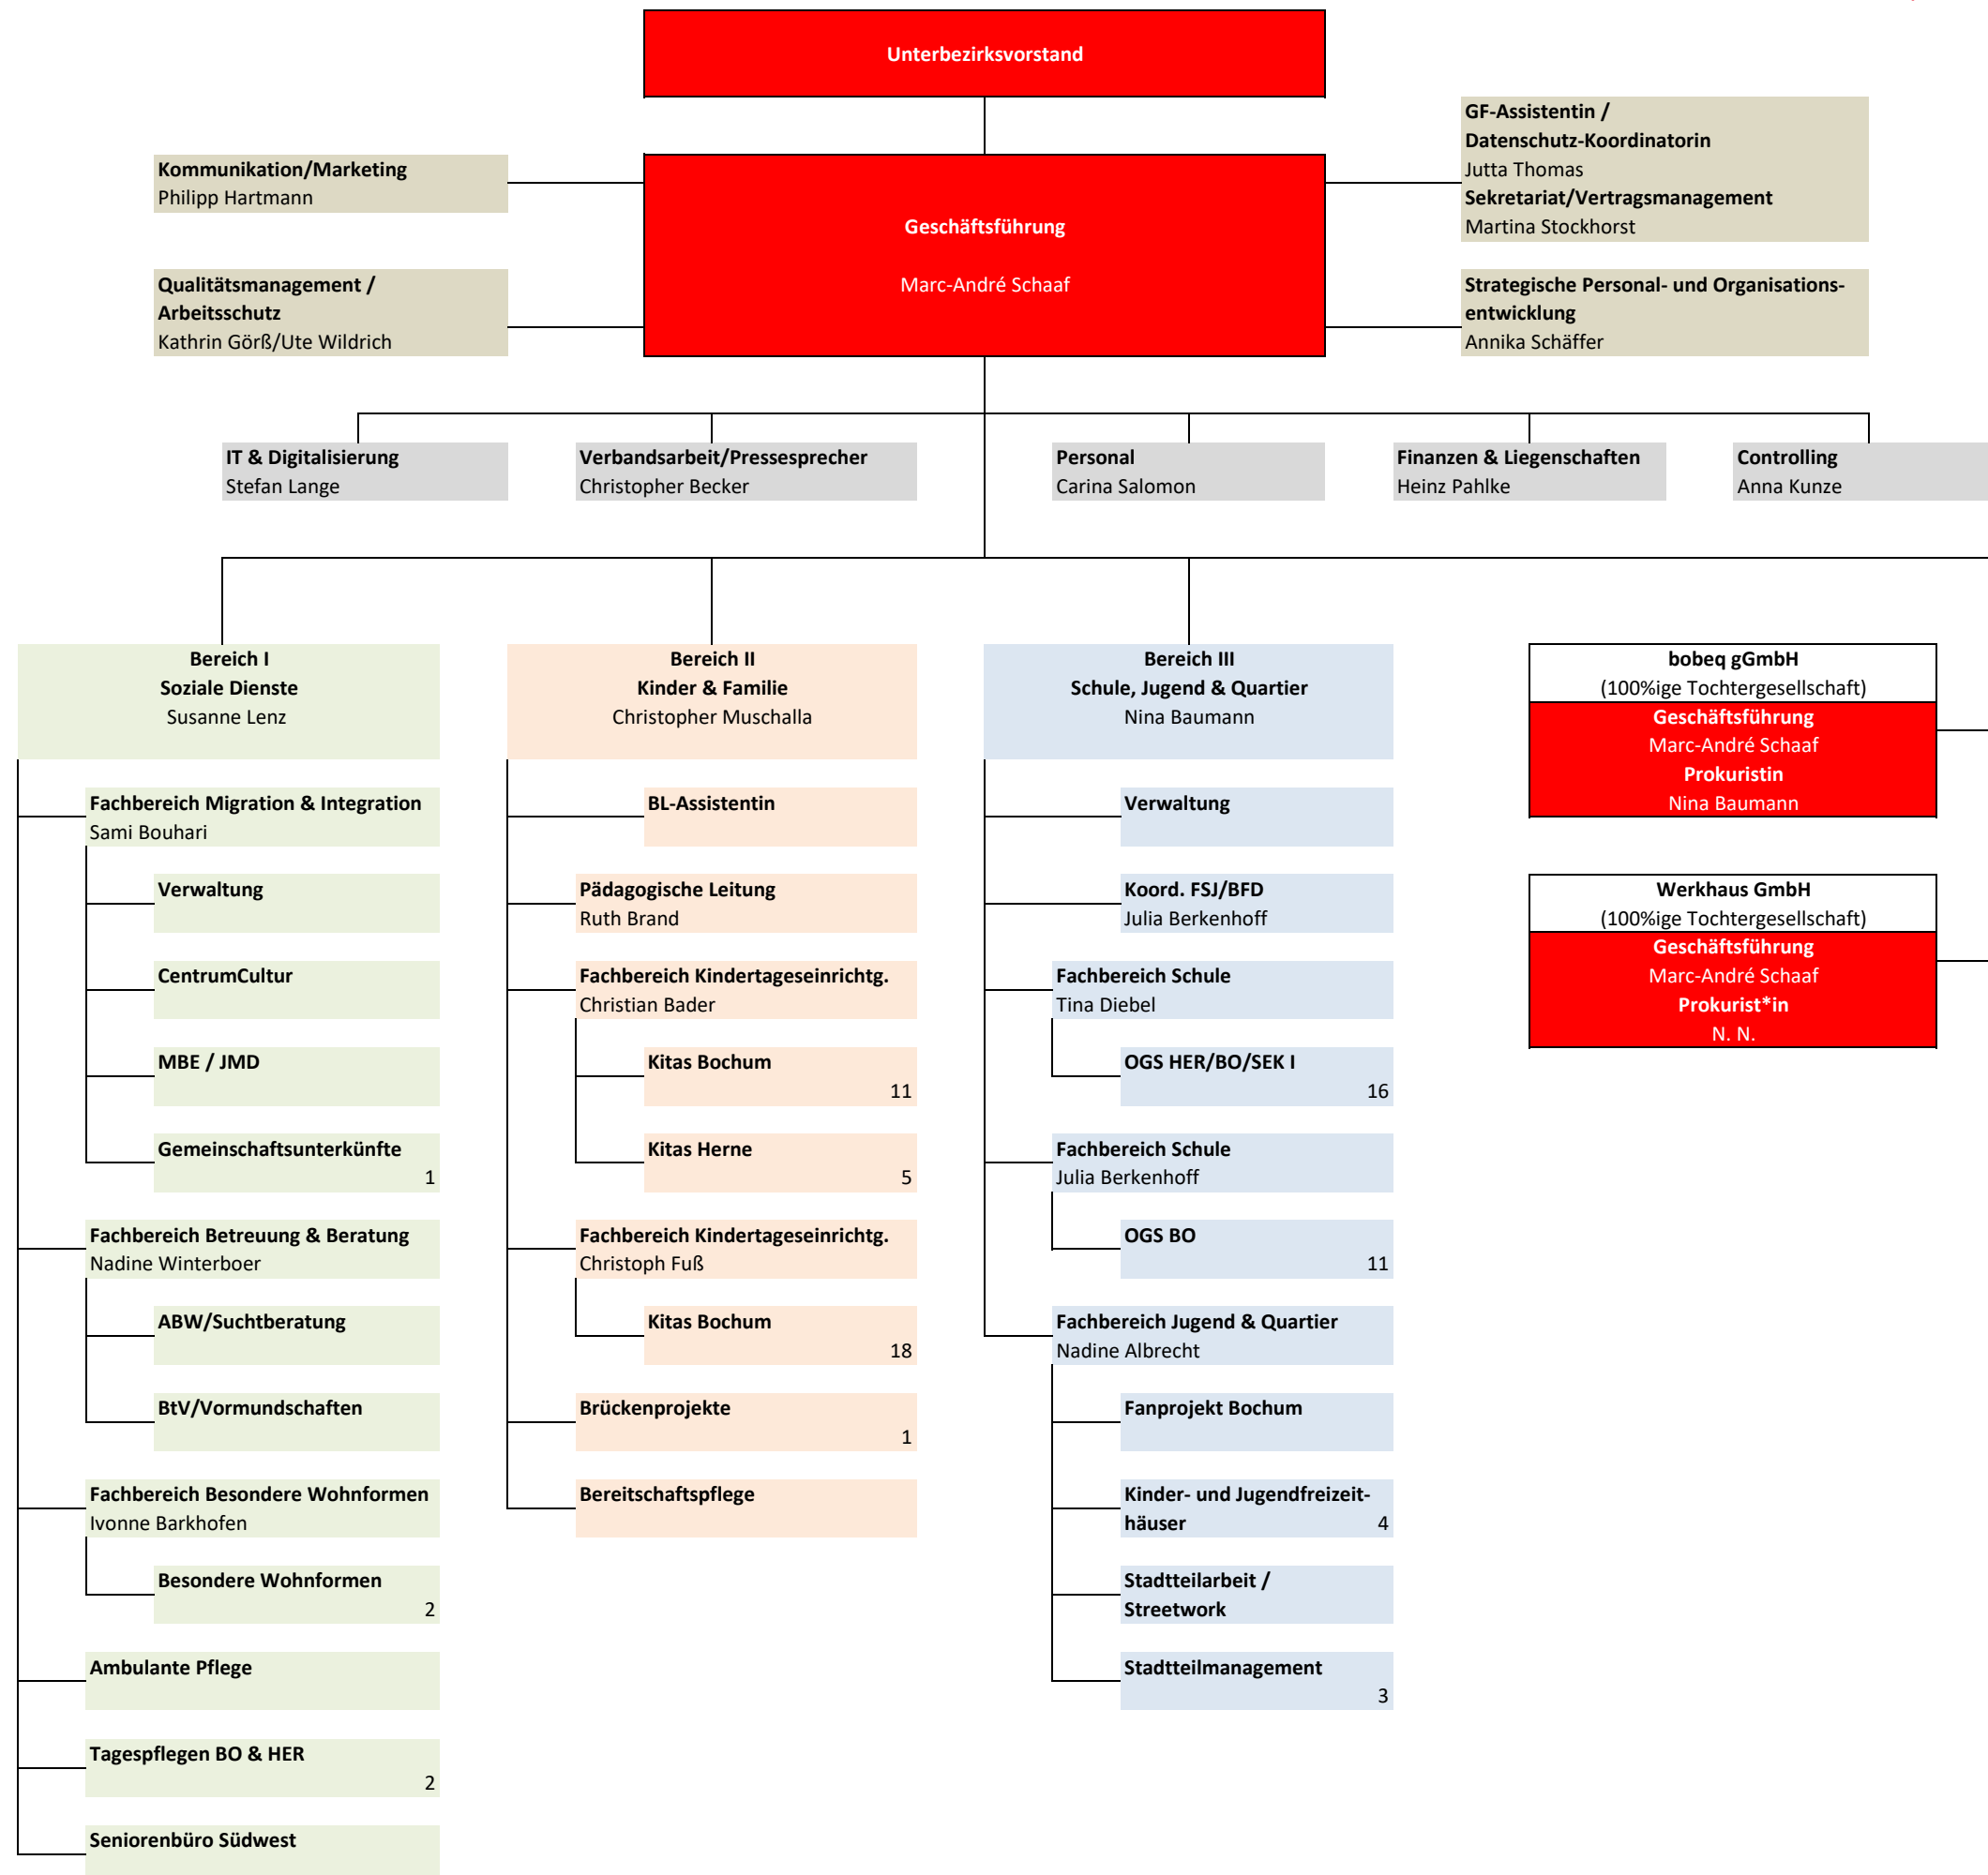 Unterbezirksvorstand
Kommunikation/Marketing
Philipp Hartmann
Qualitätsmanagement /
Arbeitsschutz
Kathrin Görß/Ute Wildrich
Geschäftsführung
Marc-André Schaaf
GF-Assistentin /
Datenschutz-Koordinatorin
Jutta Thomas
Sekretariat/Vertragsmanagement
Martina Stockhorst
Strategische Personal- und Organisations-
entwicklung
Annika Schäffer
IT & Digitalisierung
Stefan Lange
Verbandsarbeit/Pressesprecher
Christopher Becker
Personal
Carina Salomon
Finanzen & Liegenschaften
Heinz Pahlke
Controlling
Anna Kunze
Bereich I
Soziale Dienste
Susanne Lenz
Fachbereich Migration & Integration
Sami Bouhari
Verwaltung
CentrumCultur
MBE / JMD
Gemeinschaftsunterkünfte
1
Fachbereich Betreuung & Beratung
Nadine Winterboer
ABW/Suchtberatung
BtV/Vormundschaften
Fachbereich Besondere Wohnformen
Ivonne Barkhofen
Besondere Wohnformen
2
Ambulante Pflege
Tagespflegen BO & HER
2
Seniorenbüro Südwest
Bereich II
Kinder & Familie
Christopher Muschalla
BL-Assistentin
Pädagogische Leitung
Ruth Brand
Fachbereich Kindertageseinrichtg.
Christian Bader
Kitas Bochum
11
Kitas Herne
5
Fachbereich Kindertageseinrichtg.
Christoph Fuß
Kitas Bochum
18
Brückenprojekte
1
Bereitschaftspflege
Bereich III
Schule, Jugend & Quartier
Nina Baumann
Verwaltung
Koord. FSJ/BFD
Julia Berkenhoff
Fachbereich Schule
Tina Diebel
OGS HER/BO/SEK I
16
Fachbereich Schule
Julia Berkenhoff
OGS BO
11
Fachbereich Jugend & Quartier
Nadine Albrecht
Fanprojekt Bochum
Kinder- und Jugendfreizeit-
häuser 4
Stadtteilarbeit /
Streetwork
Stadtteilmanagement
3
bobeq gGmbH
(100%ige Tochtergesellschaft)
Geschäftsführung
Marc-André Schaaf
Prokuristin
Nina Baumann
Werkhaus GmbH
(100%ige Tochtergesellschaft)
Geschäftsführung
Marc-André Schaaf
Prokurist*in
N. N.